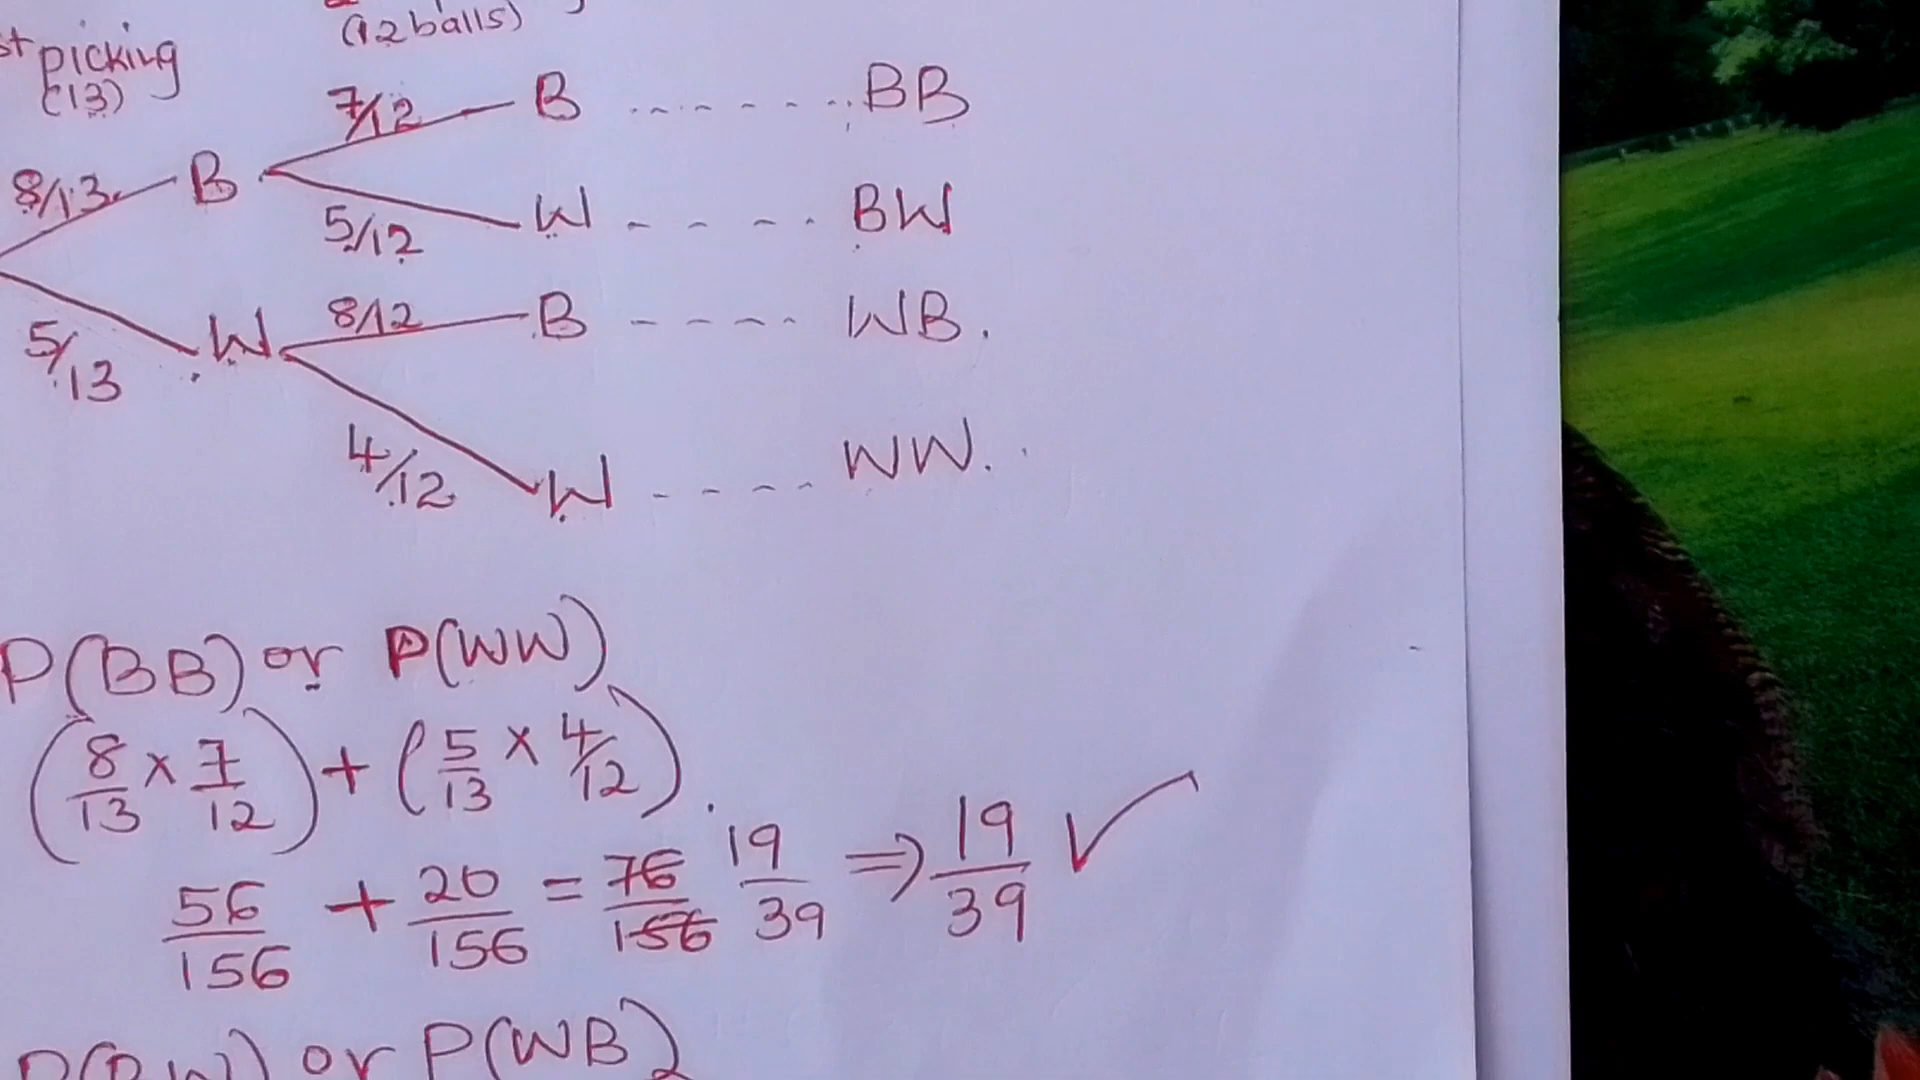 (12 balls)
st picking
(13)
7/12 B ........ BB
8/13 B
5/12 W - - - - BW
8/12 B - - - - WB.
5/13 W
4/12 W - - - - WW.
P(BB) or P(WW)
(8/13 × 7/12) + (5/13 × 4/12).
56/156 + 20/156 = 76/156 19/39 ⇒ 19/39 ✓
P(BW) or P(WB)